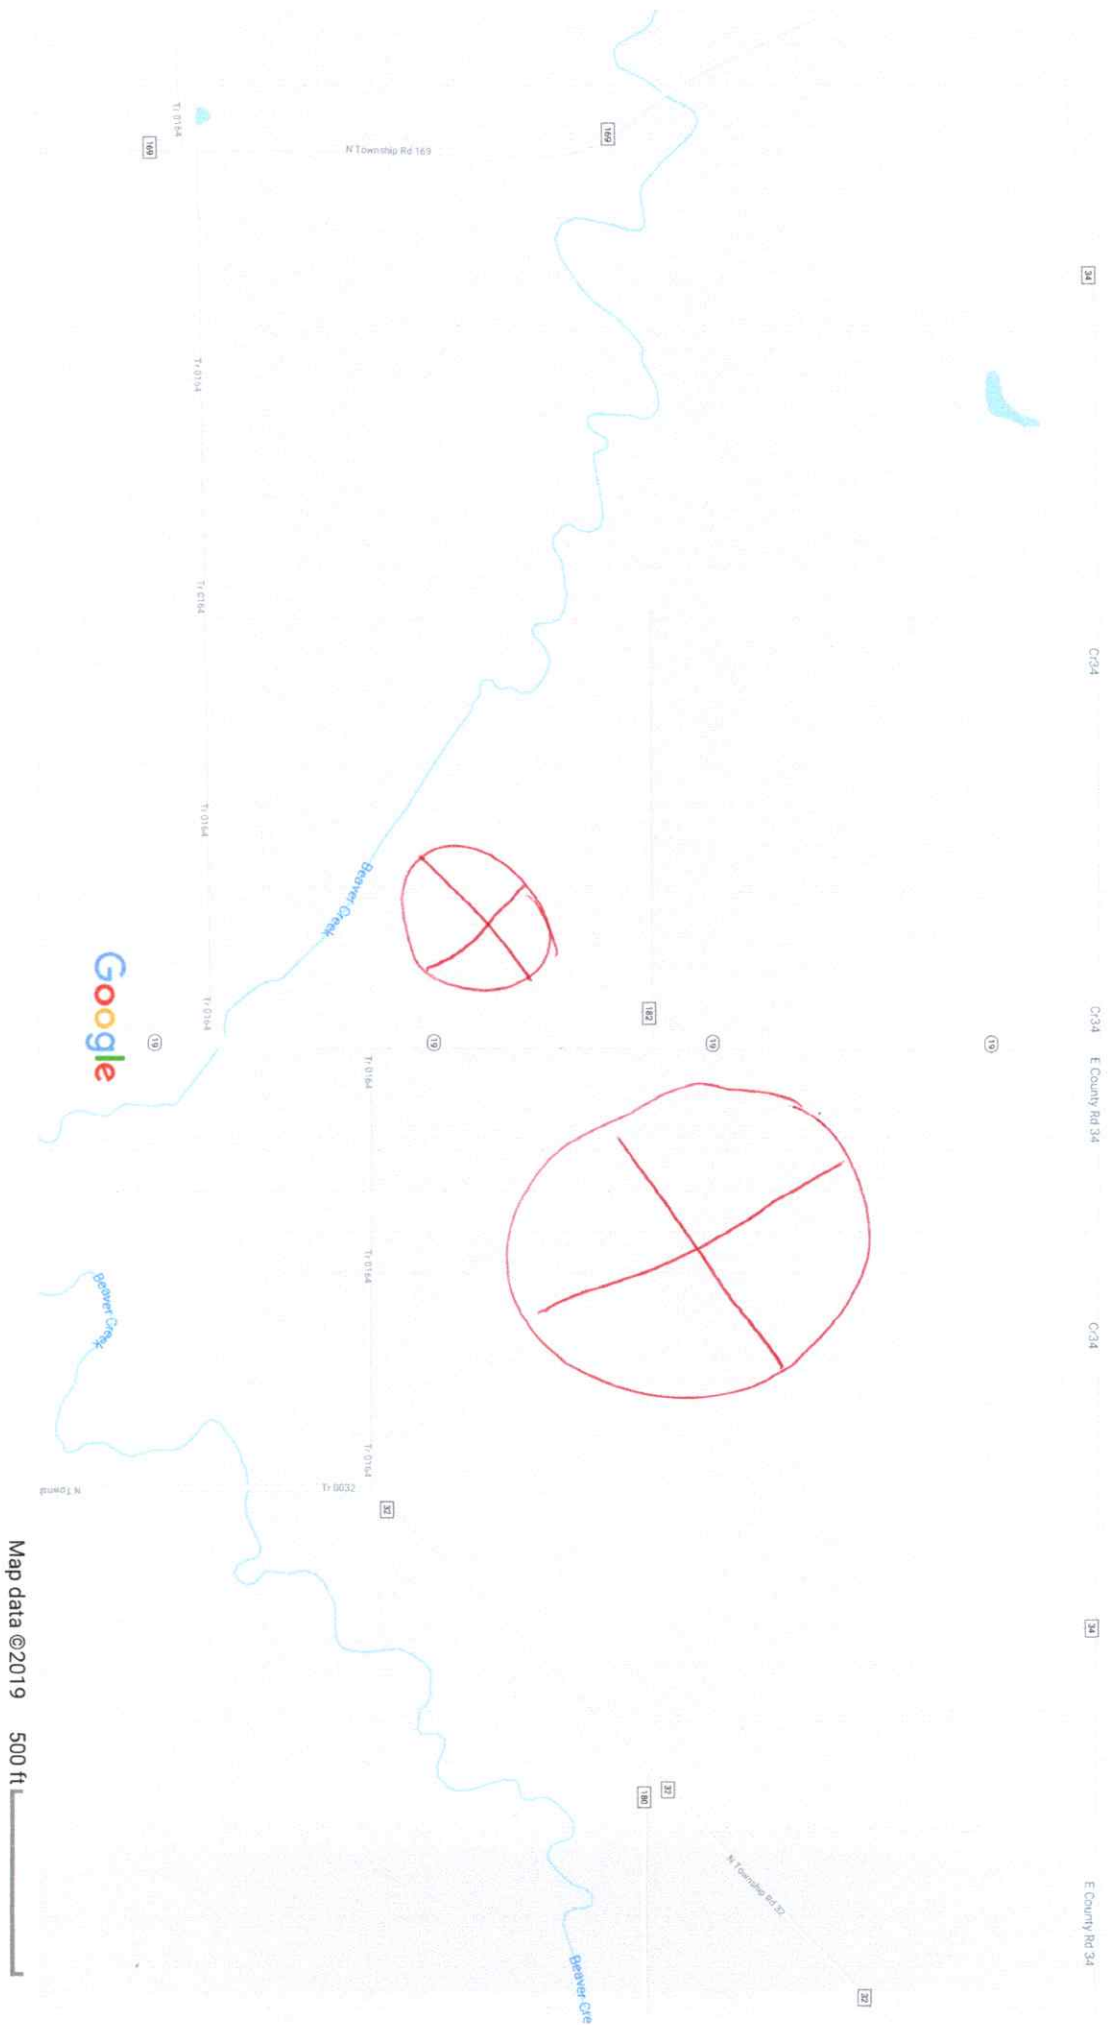 34
Cr34
Cr34
E County Rd 34
Cr34
34
E County Rd 34
19
32
N Township Rd 32
19
32
182
180
169
Beaver Cre
19
N Township Rd 169
32
Tr 0164
Tr 0164
Tr 0164
Beaver Creek
Tr 0032
Tr 0164
Tr 0164
Tr 0164
Tr 0164
Tr 0164
169
19
Google
Beaver Creek
Map data ©2019 500 ft